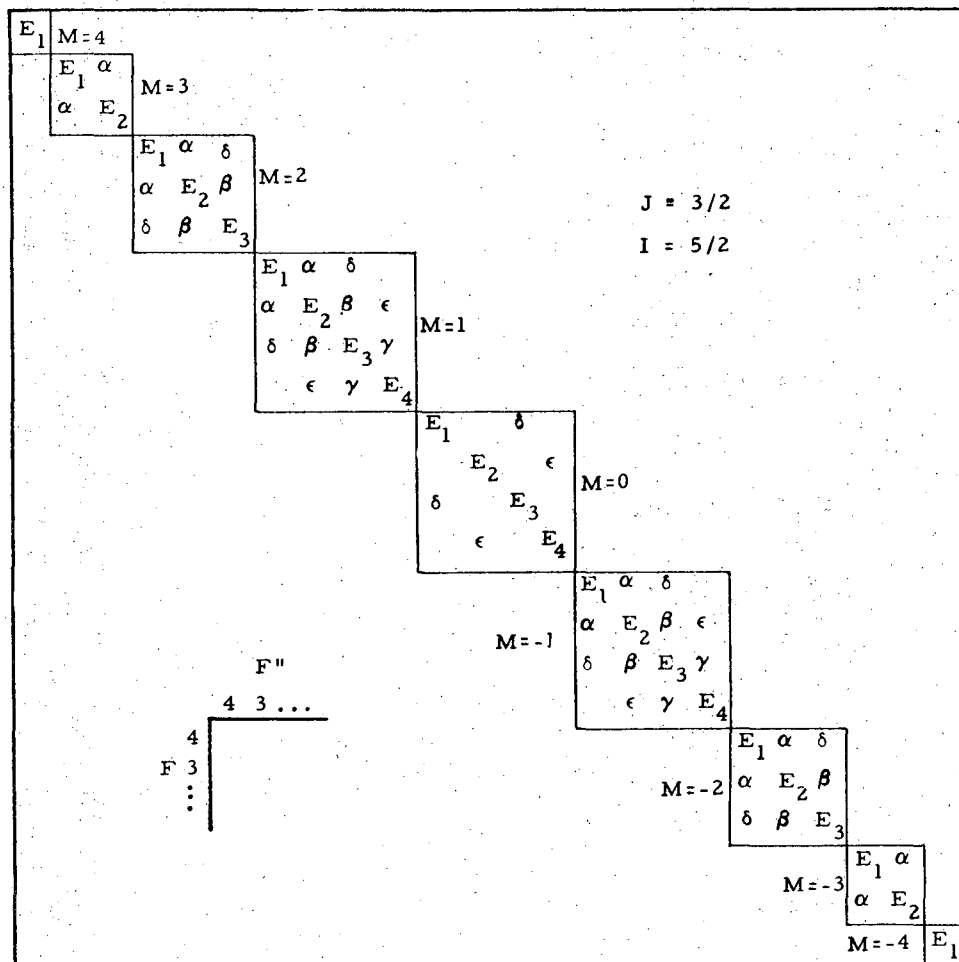 E1 M=4
E1 α
α E2
M=3
E1 α δ
α E2 β
δ β E3
M=2
J = 3/2
I = 5/2
E1 α δ
α E2 β ϵ
δ β E3 γ
ϵ γ E4
M=1
E1 δ
E2 ϵ
δ E3
ϵ E4
M=0
E1 α δ
α E2 β ϵ
δ β E3 γ
ϵ γ E4
M=-1
F"
4 3 ...
4
F 3
⋮
E1 α δ
α E2 β
δ β E3
M=-2
E1 α
α E2
M=-3
M=-4 E1